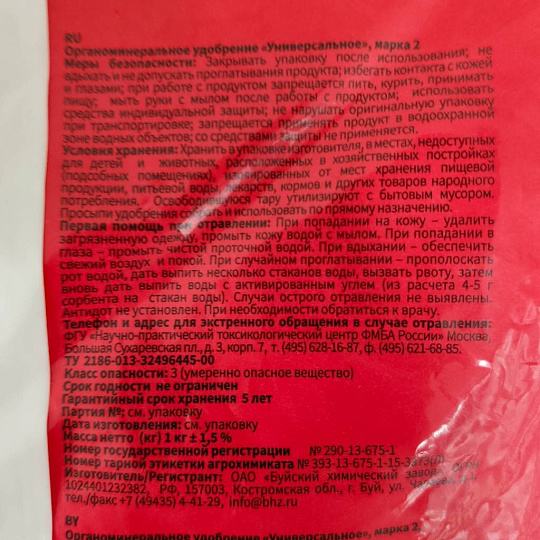 RU
Органоминеральное удобрение «Универсальное», марка 2
Меры безопасности: Закрывать упаковку после использования; не
вдыхать и не допускать проглатывания продукта; избегать контакта с кожей
и глазами; при работе с продуктом запрещается пить, курить, принимать
пищу; мыть руки с мылом после работы с продуктом; использовать
средства индивидуальной защиты; не нарушать оригинальную упаковку
при транспортировке; запрещается применять продукт в водоохранной
зоне водных объектов; со средствами защиты не применяется.
Условия хранения: Хранить в упаковке изготовителя, в местах, недоступных
для детей и животных, расположенных в хозяйственных постройках
(подсобных помещениях), изолированных от мест хранения пищевой
продукции, питьевой воды, лекарств, кормов и других товаров народного
потребления. Освободившуюся тару утилизируют с бытовым мусором.
Просыпи удобрения собрать и использовать по прямому назначению.
Первая помощь при отравлении: При попадании на кожу – удалить
загрязненную одежду, промыть кожу водой с мылом. При попадании в
глаза – промыть чистой проточной водой. При вдыхании – обеспечить
свежий воздух и покой. При случайном проглатывании – прополоскать
рот водой, дать выпить несколько стаканов воды, вызвать рвоту, затем
вновь дать выпить воды с активированным углем (из расчета 4-5 г
сорбента на стакан воды). Случаи острого отравления не выявлены.
Антидот не установлен. При необходимости обратиться к врачу.
Телефон и адрес для экстренного обращения в случае отравления:
ФГУ «Научно-практический токсикологический центр ФМБА России» Москва,
Большая Сухаревская пл., д. 3, корп. 7, т. (495) 628-16-87, ф. (495) 621-68-85.
ТУ 2186-013-32496445-00
Класс опасности: 3 (умеренно опасное вещество)
Срок годности не ограничен
Гарантийный срок хранения 5 лет
Партия №: см. упаковку
Дата изготовления: см. упаковку
Масса нетто (кг) 1 кг ± 1,5 %
Номер государственной регистрации № 290-13-675-1
Номер тарной этикетки агрохимиката № 393-13-675-1-15-3373
Изготовитель/Регистрант: ОАО «Буйский химический завод», ОГРН
1024401232382, РФ, 157003, Костромская обл., г. Буй, ул.
тел./факс +7 (49435) 4-41-29, info@bhz.ru
BY
Органоминеральное удобрение «Универсальное», марка 2.